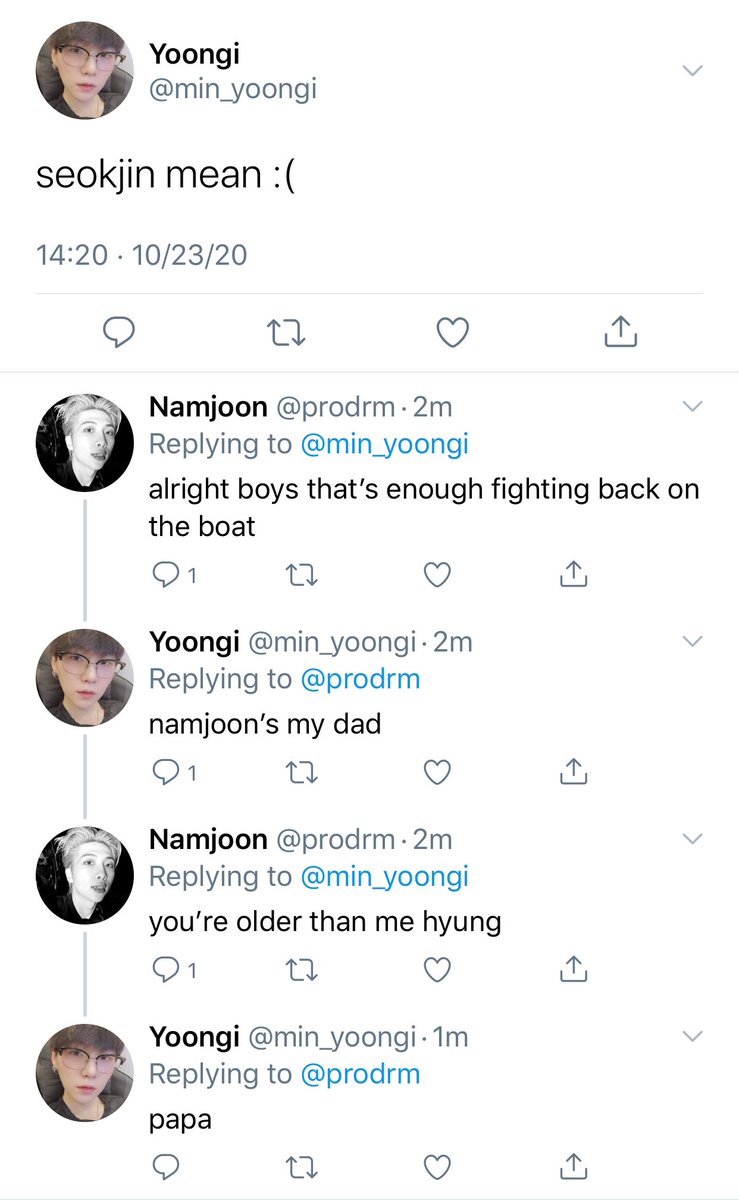 Yoongi
@min_yoongi
seokjin mean :(
14:20 · 10/23/20
Namjoon @prodrm · 2m
Replying to @min_yoongi
alright boys that’s enough fighting back on
the boat
1
Yoongi @min_yoongi · 2m
Replying to @prodrm
namjoon’s my dad
1
Namjoon @prodrm · 2m
Replying to @min_yoongi
you’re older than me hyung
1
Yoongi @min_yoongi · 1m
Replying to @prodrm
papa